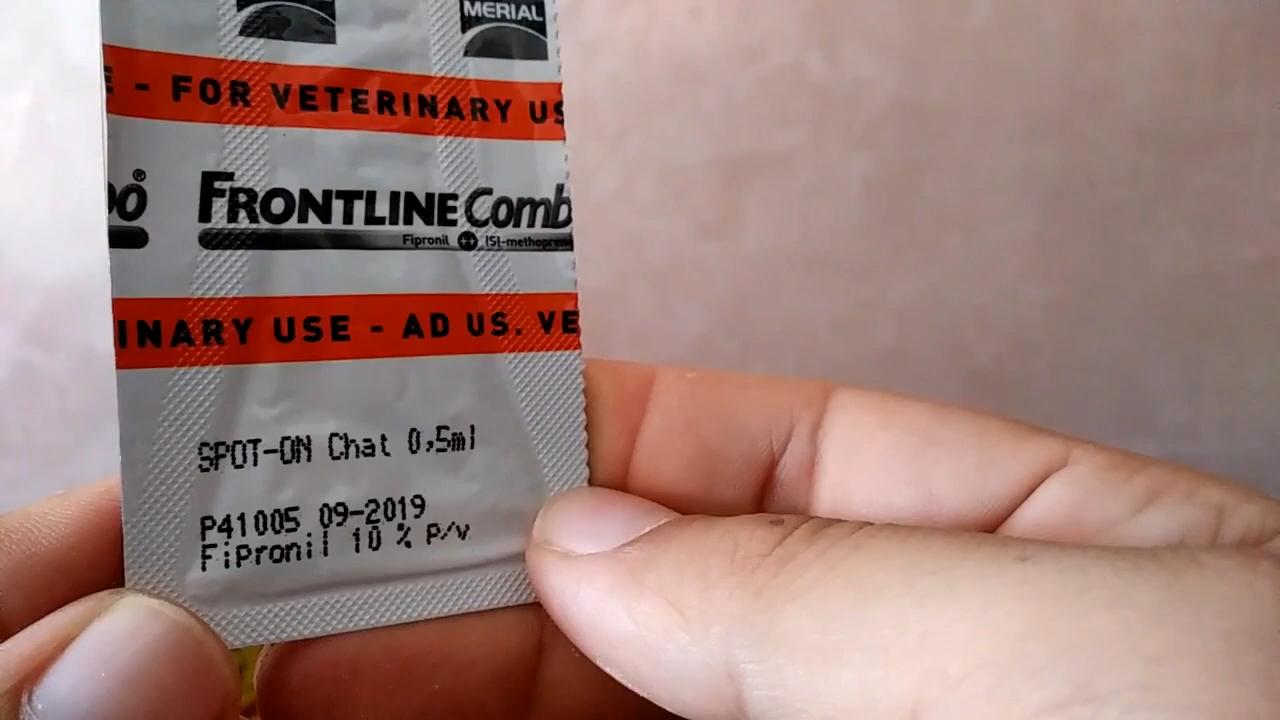 MERIAL
- FOR VETERINARY US
FRONTLINE Comb
Fipronil (S)-methopren
INARY USE - AD US. VE
SPOT-ON Chat 0,5ml
P41005 09-2019
Fipronil 10 % P/v